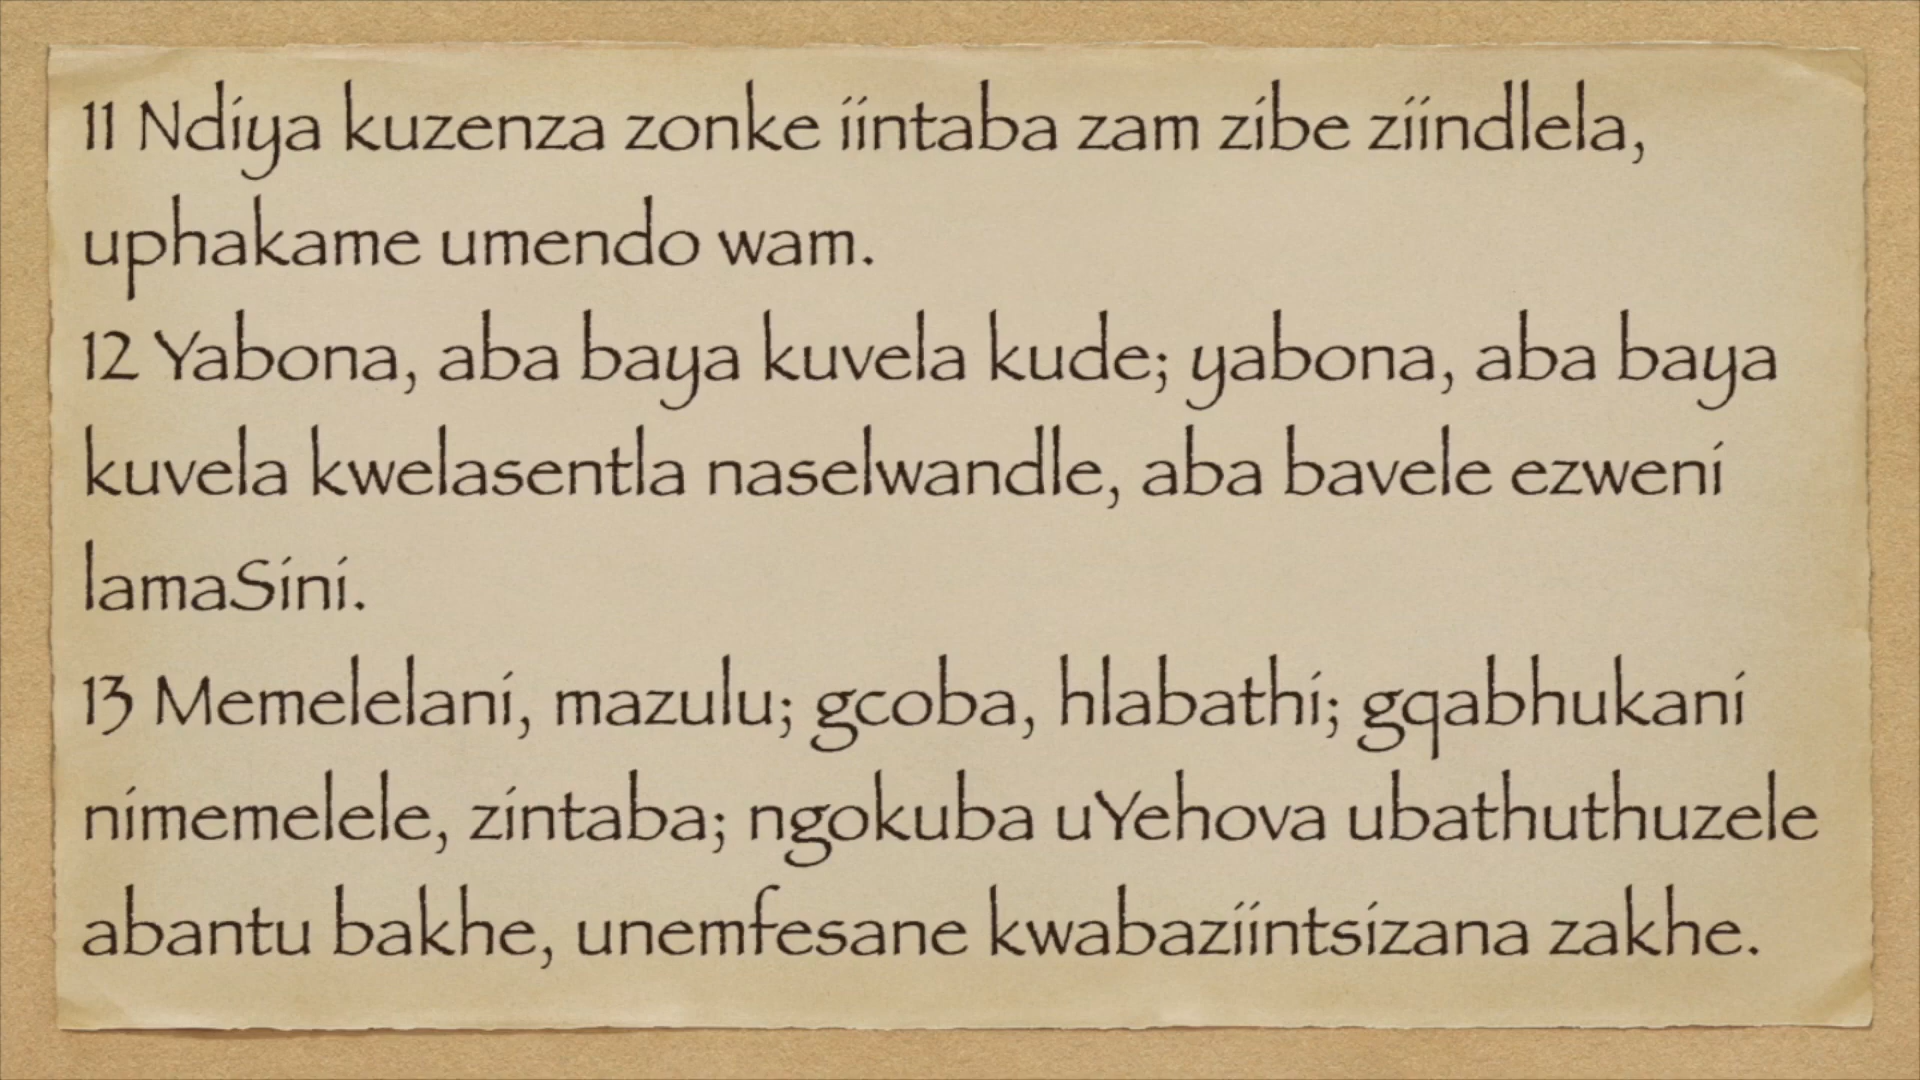 11 Ndiya kuzenza zonke iintaba zam zibe ziindlela,
uphakame umendo wam.
12 Yabona, aba baya kuvela kude; yabona, aba baya
kuvela kwelasentla naselwandle, aba bavele ezweni
lamaSini.
13 Memelelani, mazulu; gcoba, hlabathi; gqabhukani
nimemelele, zintaba; ngokuba uYehova ubathuthuzele
abantu bakhe, unemfesane kwabaziintsizana zakhe.